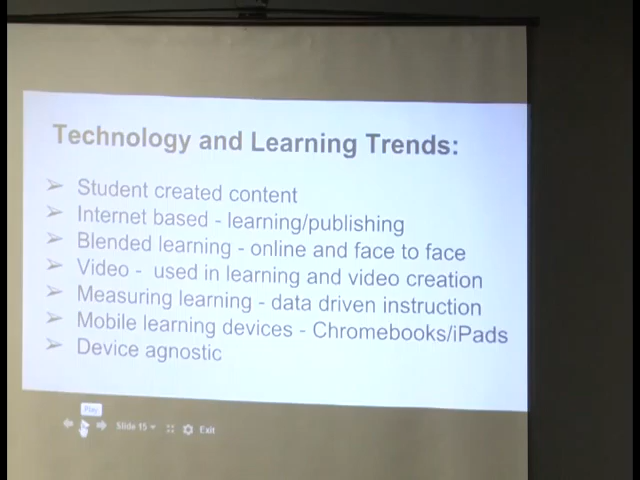 Technology and Learning Trends:
➢ Student created content
➢ Internet based - learning/publishing
➢ Blended learning - online and face to face
➢ Video - used in learning and video creation
➢ Measuring learning - data driven instruction
➢ Mobile learning devices - Chromebooks/iPads
➢ Device agnostic
Play
Slide 15
Exit